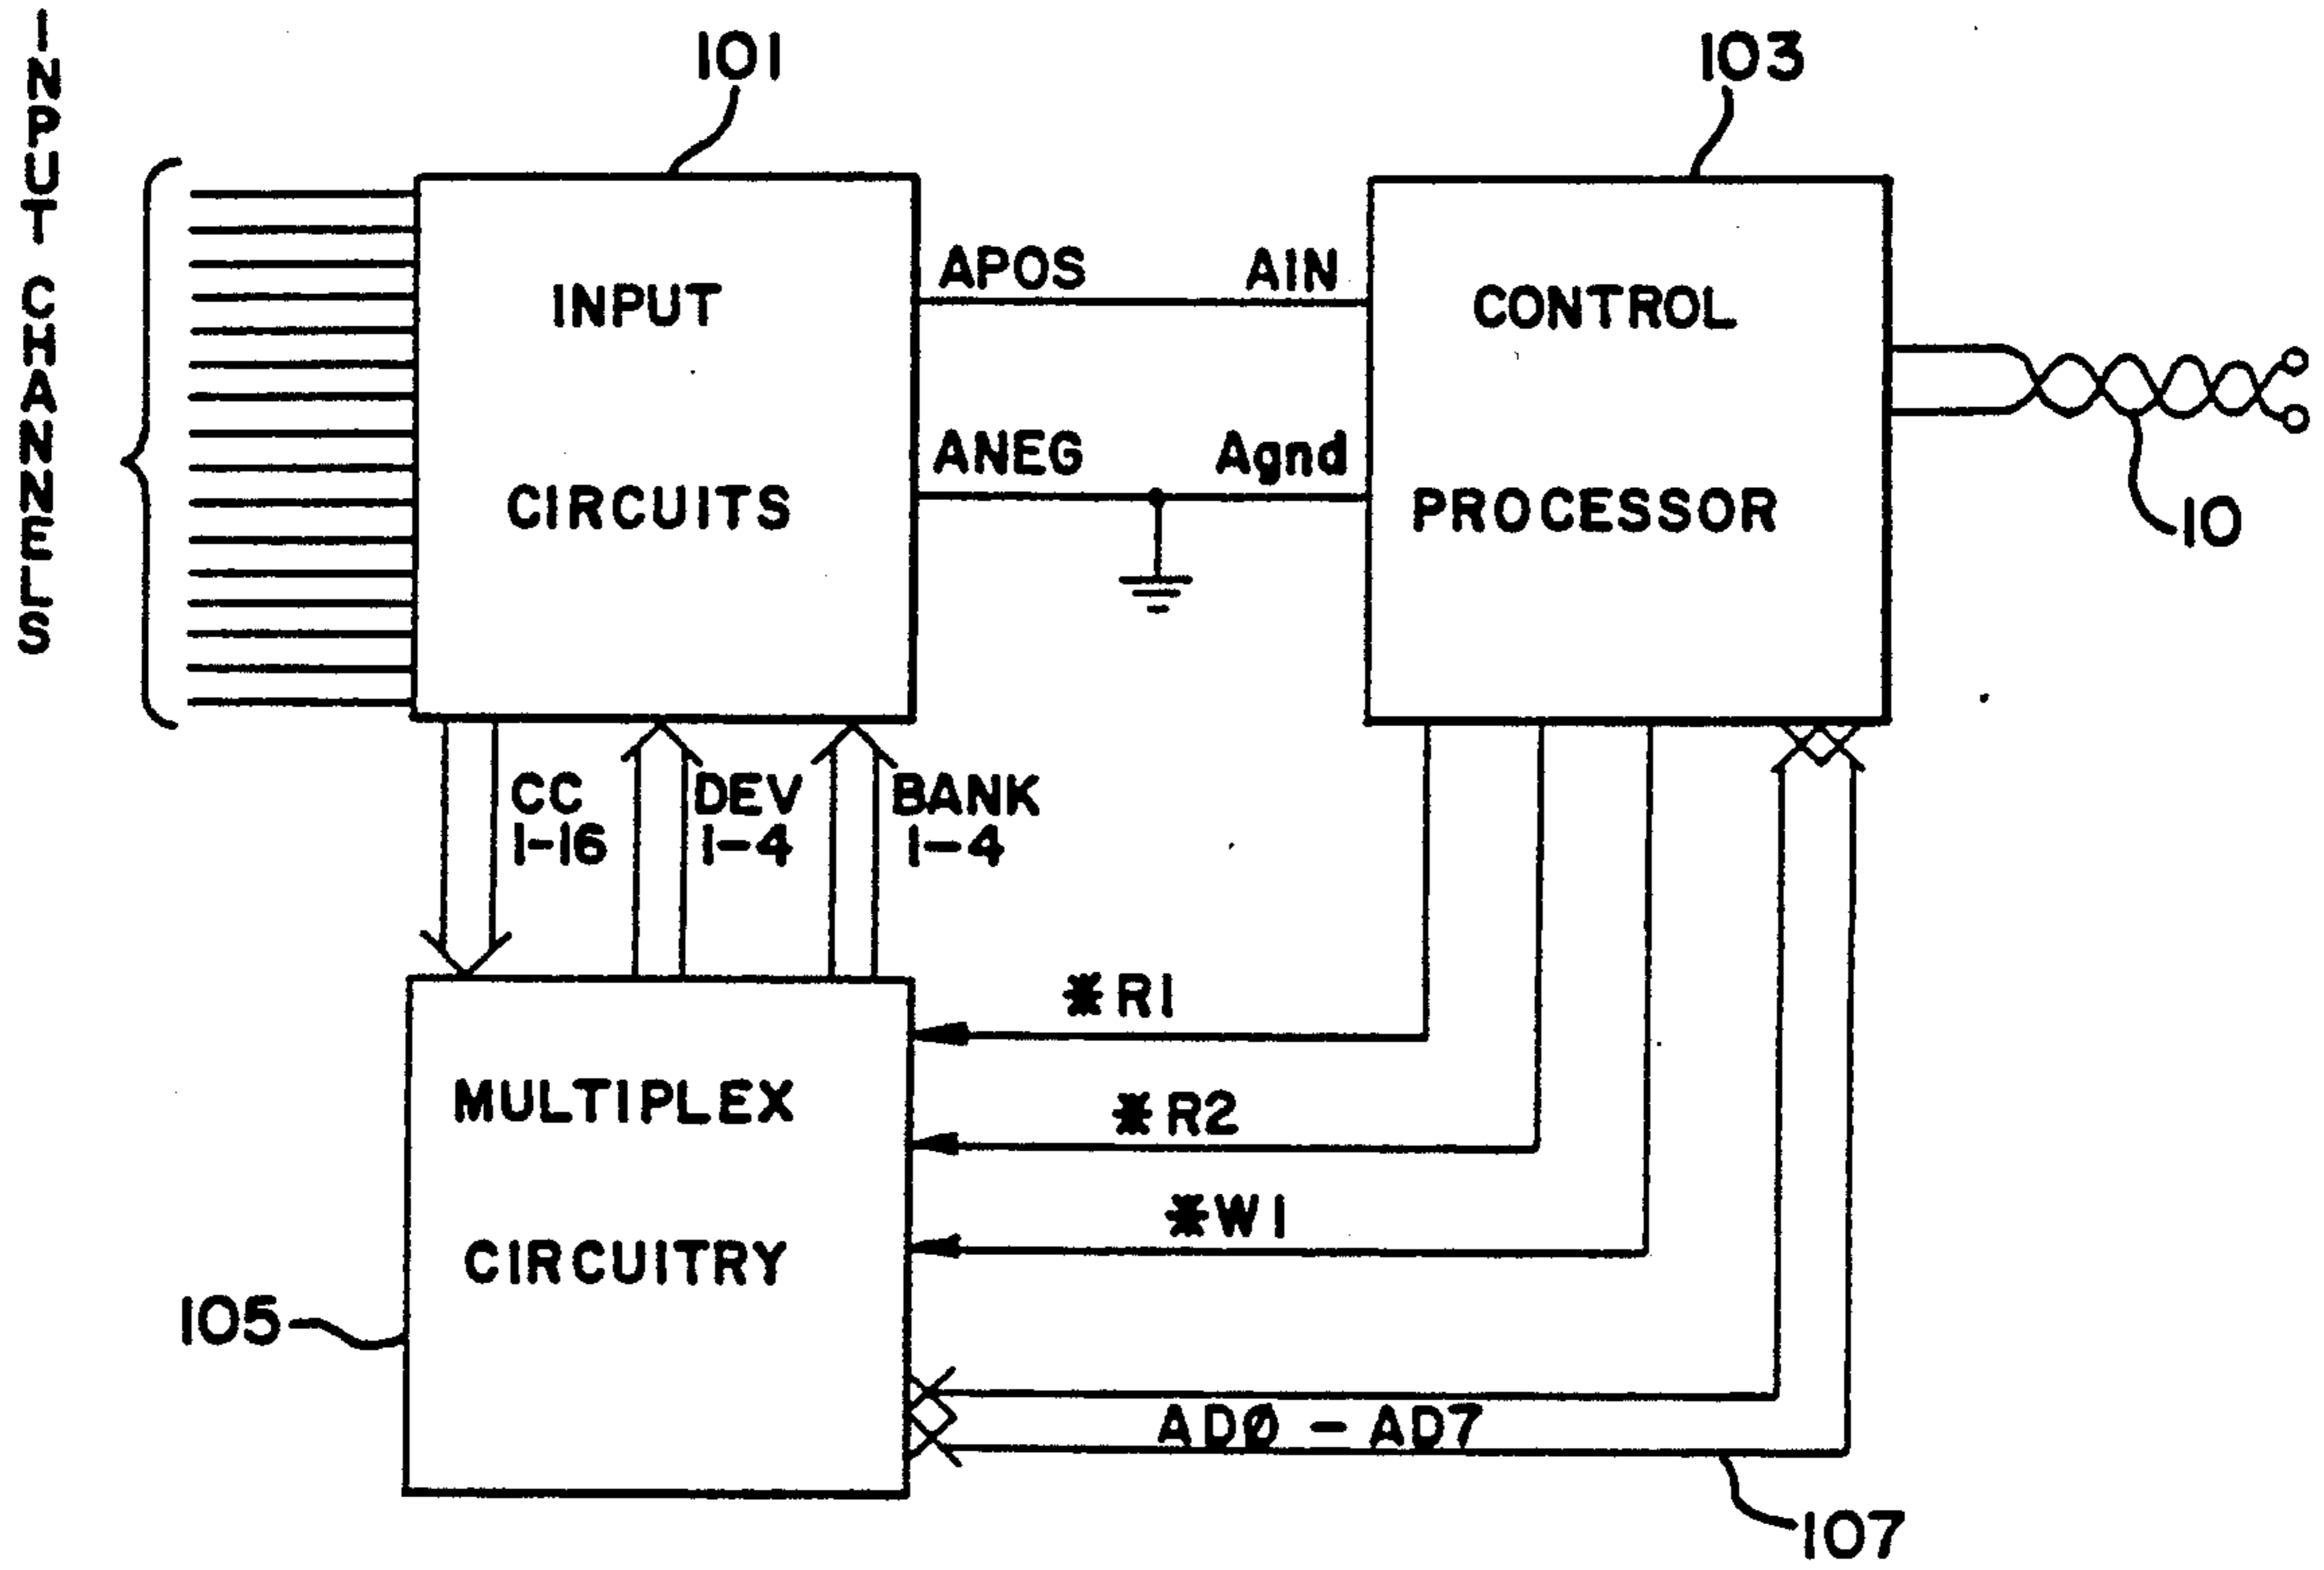 INPUT CHANNELS
101
103
INPUT
CIRCUITS
APOS
AIN
ANEG
Agnd
CONTROL
PROCESSOR
10
CC
1-16
DEV
1-4
BANK
1-4
*R1
*R2
*W1
MULTIPLEX
CIRCUITRY
105
ADØ - AD7
107